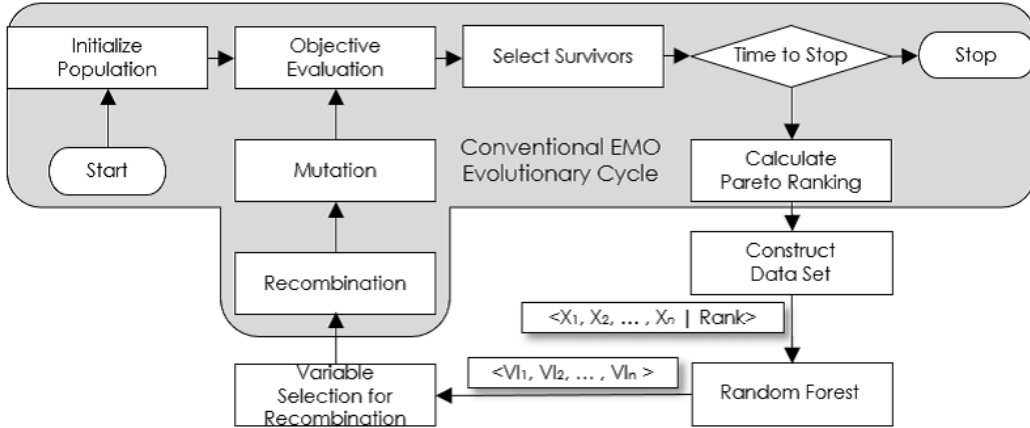 Initialize
Population
Objective
Evaluation
Select Survivors
Time to Stop
Stop
Start
Mutation
Conventional EMO
Evolutionary Cycle
Calculate
Pareto Ranking
Recombination
Construct
Data Set
<X₁, X₂, ... , Xₙ | Rank>
<VI₁, VI₂, ... , VIₙ >
Variable
Selection for
Recombination
Random Forest